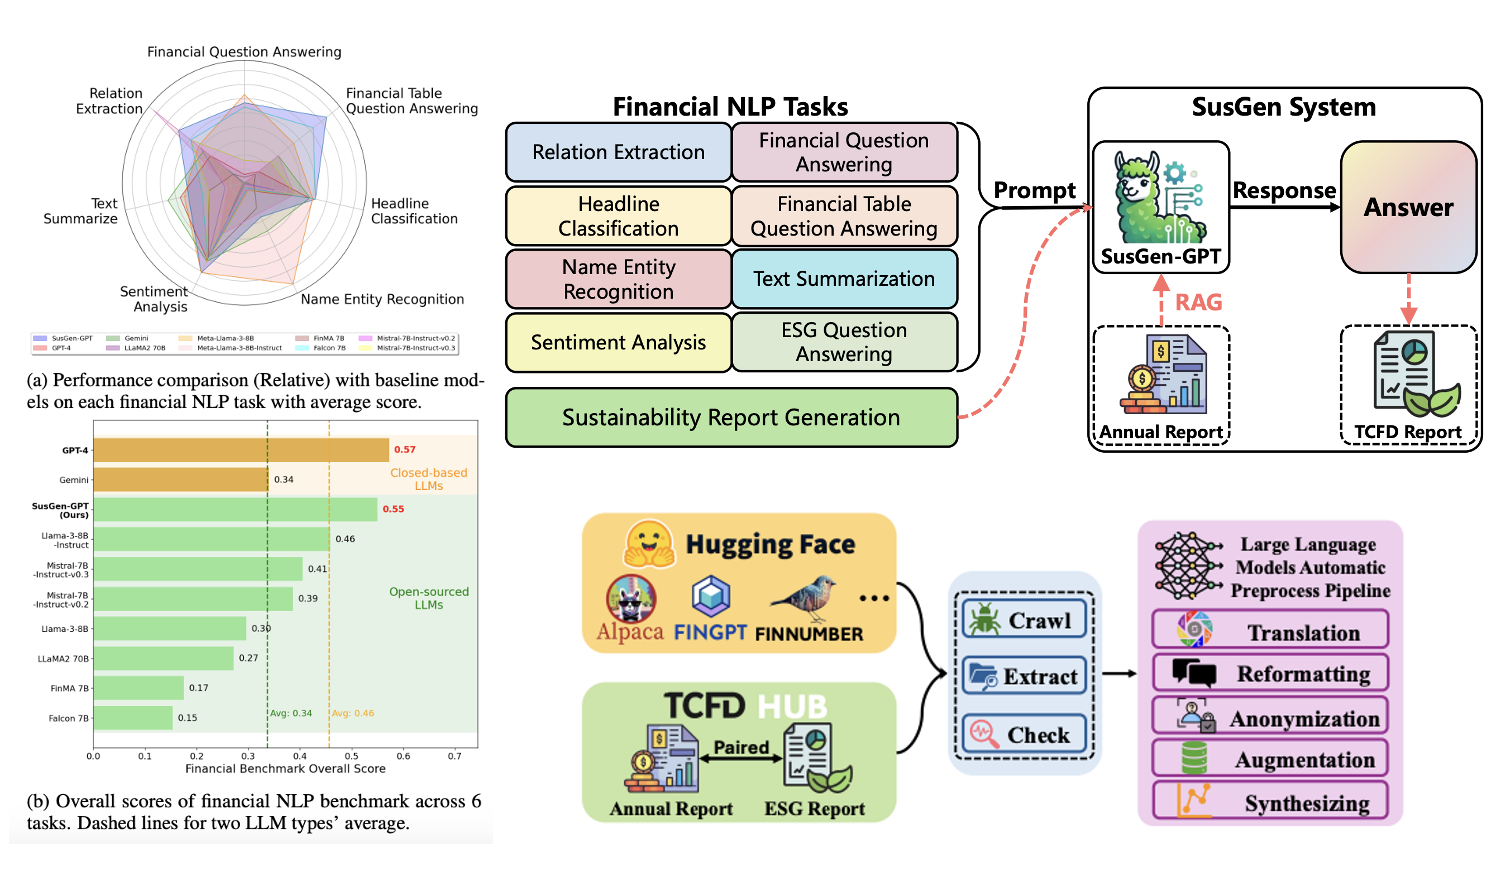 Financial Question Answering
Relation
Extraction
Financial Table
Question Answering
Text
Summarize
Headline
Classification
Sentiment
Analysis
Name Entity Recognition
SusGen-GPT
Gemini
Meta-Llama-3-8B
FinMA 7B
Mistral-7B-Instruct-v0.2
GPT-4
LLaMA2 70B
Meta-Llama-3-8B-Instruct
Falcon 7B
Mistral-7B-Instruct-v0.3
(a) Performance comparison (Relative) with baseline mod-
els on each financial NLP task with average score.
GPT-4
0.57
Gemini
0.34
Closed-based
LLMs
SusGen-GPT
(Ours)
0.55
Llama-3-8B
-Instruct
0.46
Mistral-7B
-Instruct-v0.3
0.41
Mistral-7B
-Instruct-v0.2
0.39
Open-sourced
LLMs
Llama-3-8B
0.30
LLaMA2 70B
0.27
FinMA 7B
0.17
Falcon 7B
0.15
Avg: 0.34
Avg: 0.46
0.0 0.1 0.2 0.3 0.4 0.5 0.6 0.7
Financial Benchmark Overall Score
(b) Overall scores of financial NLP benchmark across 6
tasks. Dashed lines for two LLM types' average.
Financial NLP Tasks
Relation Extraction
Financial Question
Answering
Headline
Classification
Financial Table
Question Answering
Name Entity
Recognition
Text Summarization
Sentiment Analysis
ESG Question
Answering
Sustainability Report Generation
Prompt
SusGen System
SusGen-GPT
Response
Answer
RAG
Annual Report
TCFD Report
Hugging Face
Alpaca
FINGPT
FINNUMBER
...
TCFD HUB
Paired
Annual Report
ESG Report
Crawl
Extract
Check
Large Language
Models Automatic
Preprocess Pipeline
Translation
Reformatting
Anonymization
Augmentation
Synthesizing